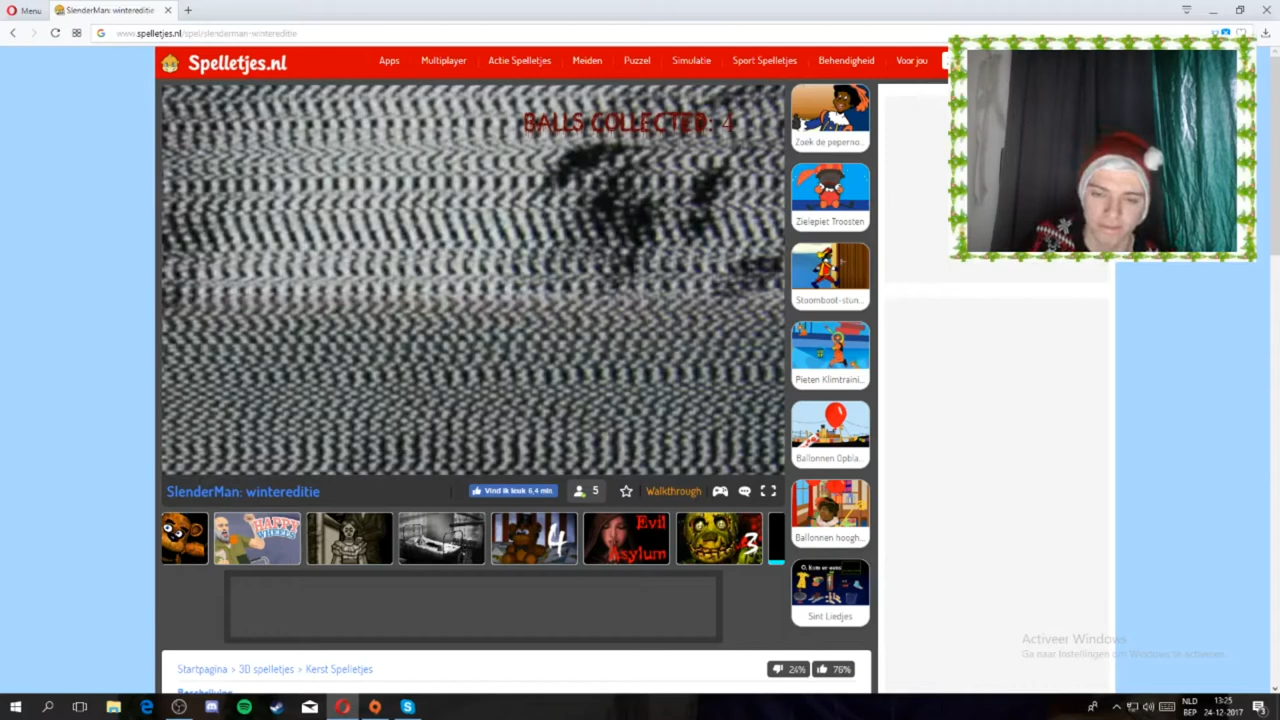 Menu
SlenderMan: wintereditie
www.spelletjes.nl/spel/slenderman-wintereditie
Spelletjes.nl
Apps
Multiplayer
Actie Spelletjes
Meiden
Puzzel
Simulatie
Sport Spelletjes
Behendigheid
Voor jou
BALLS COLLECTED: 4
Zoek de peperno...
Zielepiet Troosten
Stoomboot-stun...
Pieten Klimtraini...
Ballonnen Opbla...
Ballonnen hoogh...
Sint Liedjes
SlenderMan: wintereditie
Vind ik leuk 6,4 mln.
5
Walkthrough
HAPPY
WHEELS
4
Evil
Asylum
3
Startpagina > 3D spelletjes > Kerst Spelletjes
24%
76%
Beschrijving
Activeer Windows
Ga naar Instellingen om Windows te activeren.
NLD
BEP
13:25
24-12-2017
3